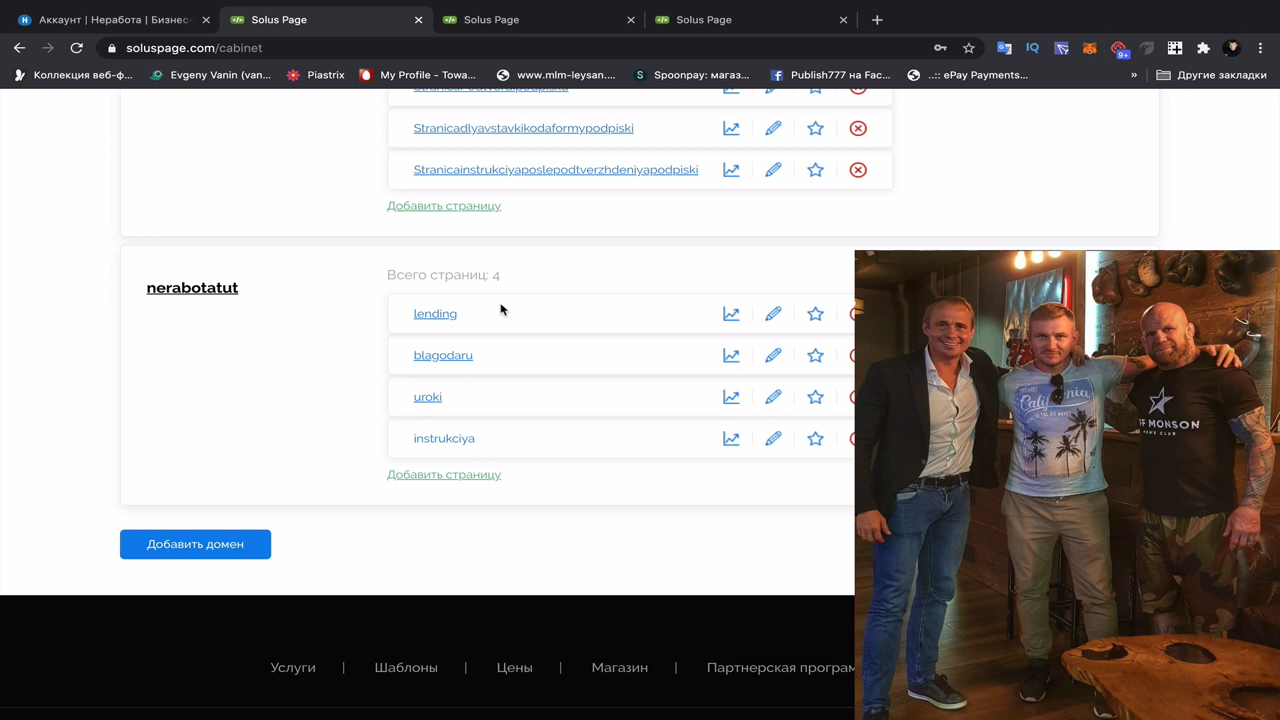 Аккаунт | Неработа | Бизнес-
Solus Page
Solus Page
Solus Page
soluspage.com/cabinet
9+
Коллекция веб-ф...
Evgeny Vanin (van...
Piastrix
My Profile - Towa...
www.mlm-leysan.
Spoonpay: магаз...
Publish777 на Fac...
..:: ePay Payments...
»
Другие закладки
Stranicadlyavstavkikodaformypodpiski
Stranicainstrukciyaposlepodtverzhdeniyapodpiski
Добавить страницу
nerabotatut
Всего страниц: 4
lending
blagodaru
uroki
instrukciya
Добавить страницу
Добавить домен
Услуги | Шаблоны | Цены | Магазин | Партнерская програм
California
MONSON